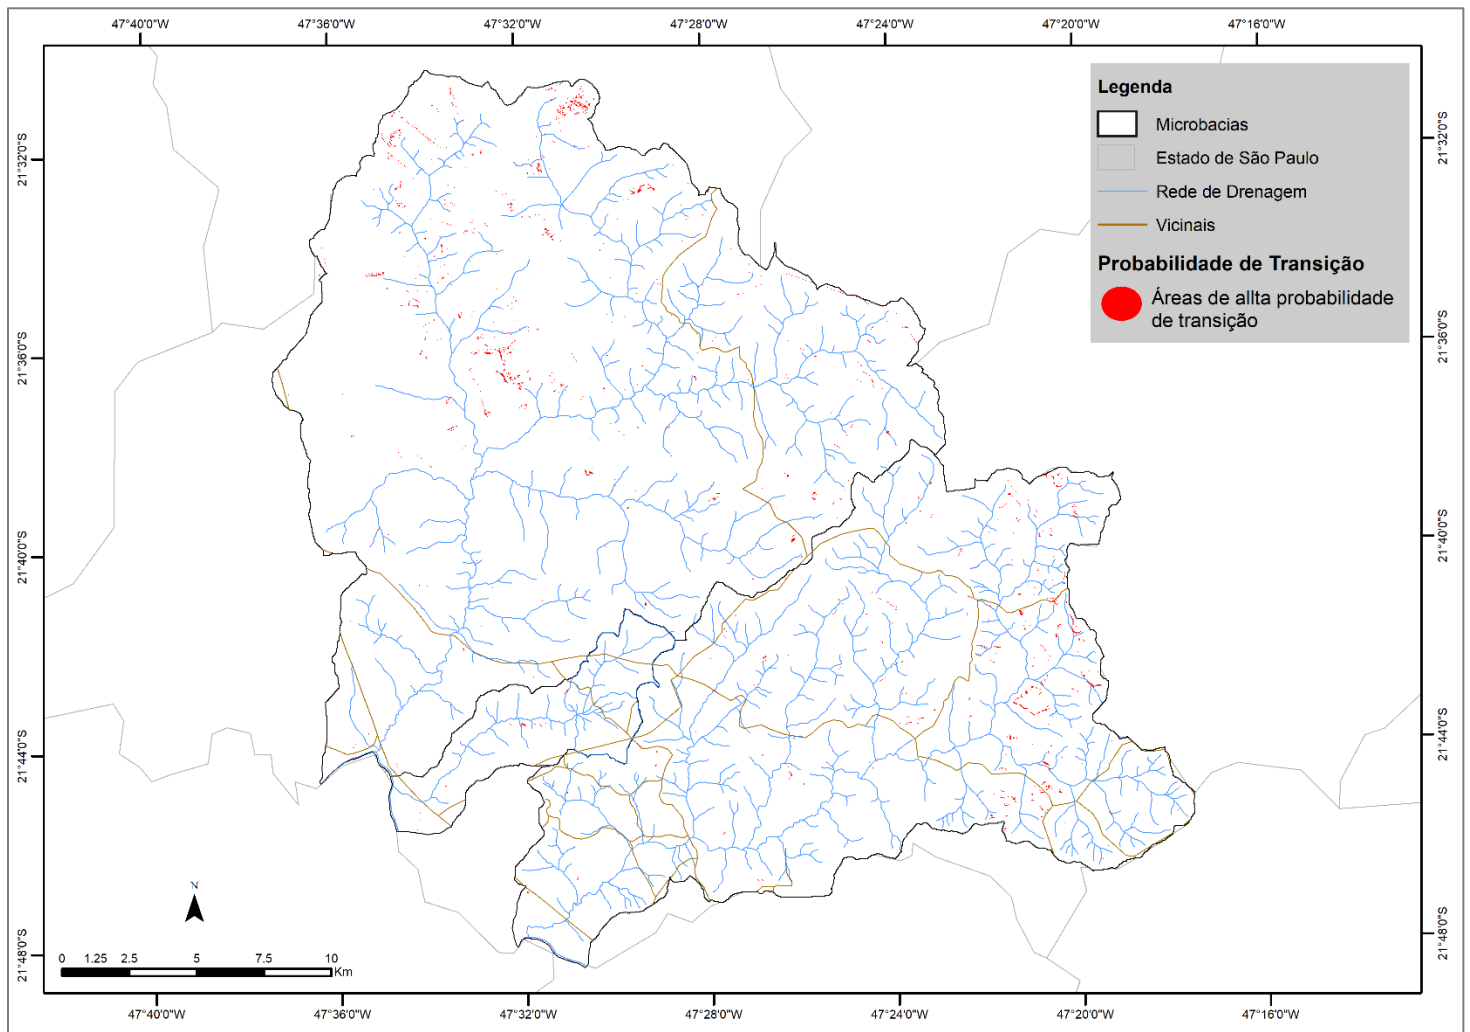 47°40'0"W 47°36'0"W 47°32'0"W 47°28'0"W 47°24'0"W 47°20'0"W 47°16'0"W
Legenda
Microbacias
Estado de São Paulo
Rede de Drenagem
Vicinais
Probabilidade de Transição
Áreas de allta probabilidade
de transição
21°32'0"S
21°36'0"S
21°40'0"S
21°44'0"S
21°48'0"S
21°32'0"S
21°36'0"S
21°40'0"S
21°44'0"S
21°48'0"S
N
0 1.25 2.5 5 7.5 10
Km
47°40'0"W 47°36'0"W 47°32'0"W 47°28'0"W 47°24'0"W 47°20'0"W 47°16'0"W